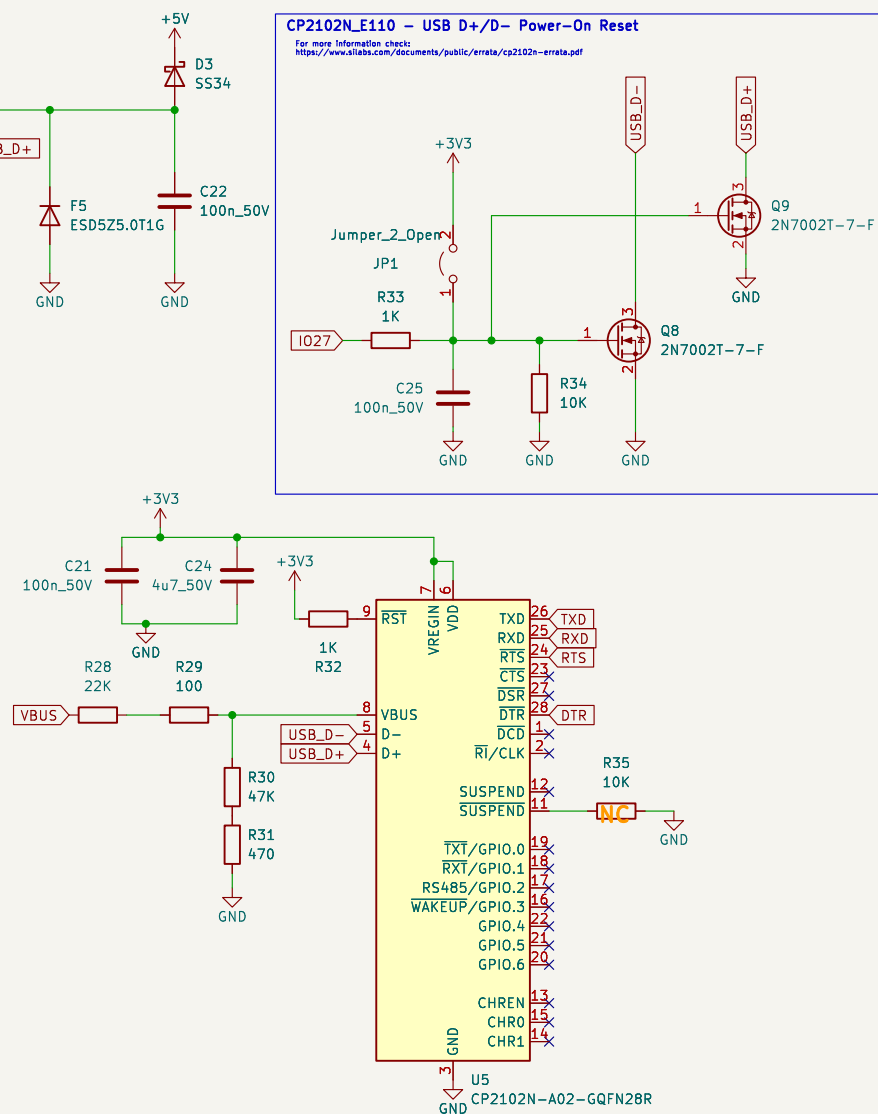 +5V
CP2102N_E110 - USB D+/D- Power-On Reset
For more information check:
https://www.silabs.com/documents/public/errata/cp2102n-errata.pdf
D3
SS34
USB_D-
USB_D+
B_D+
+3V3
F5
ESD5Z5.0T1G
C22
100n_50V
GND
GND
Jumper_2_Open
2
JP1
1
3
1
Q9
2N7002T-7-F
2
GND
R33
1K
IO27
3
1
Q8
2N7002T-7-F
2
C25
100n_50V
R34
10K
GND
GND
GND
+3V3
C21
100n_50V
C24
4u7_50V
GND
+3V3
7
6
9
RST
VREGIN
VDD
1K
R32
TXD
26
TXD
RXD
25
RXD
RTS
24
RTS
CTS
23
DSR
27
DTR
28
DTR
DCD
1
RI/CLK
2
R28
22K
R29
100
VBUS
8
VBUS
USB_D-
5
D-
USB_D+
4
D+
R30
47K
R31
470
GND
SUSPEND
12
SUSPEND
11
R35
10K
NC
GND
TXT/GPIO.0
19
RXT/GPIO.1
18
RS485/GPIO.2
17
WAKEUP/GPIO.3
16
GPIO.4
22
GPIO.5
21
GPIO.6
20
CHREN
13
CHR0
15
CHR1
14
GND
3
U5
CP2102N-A02-GQFN28R
GND